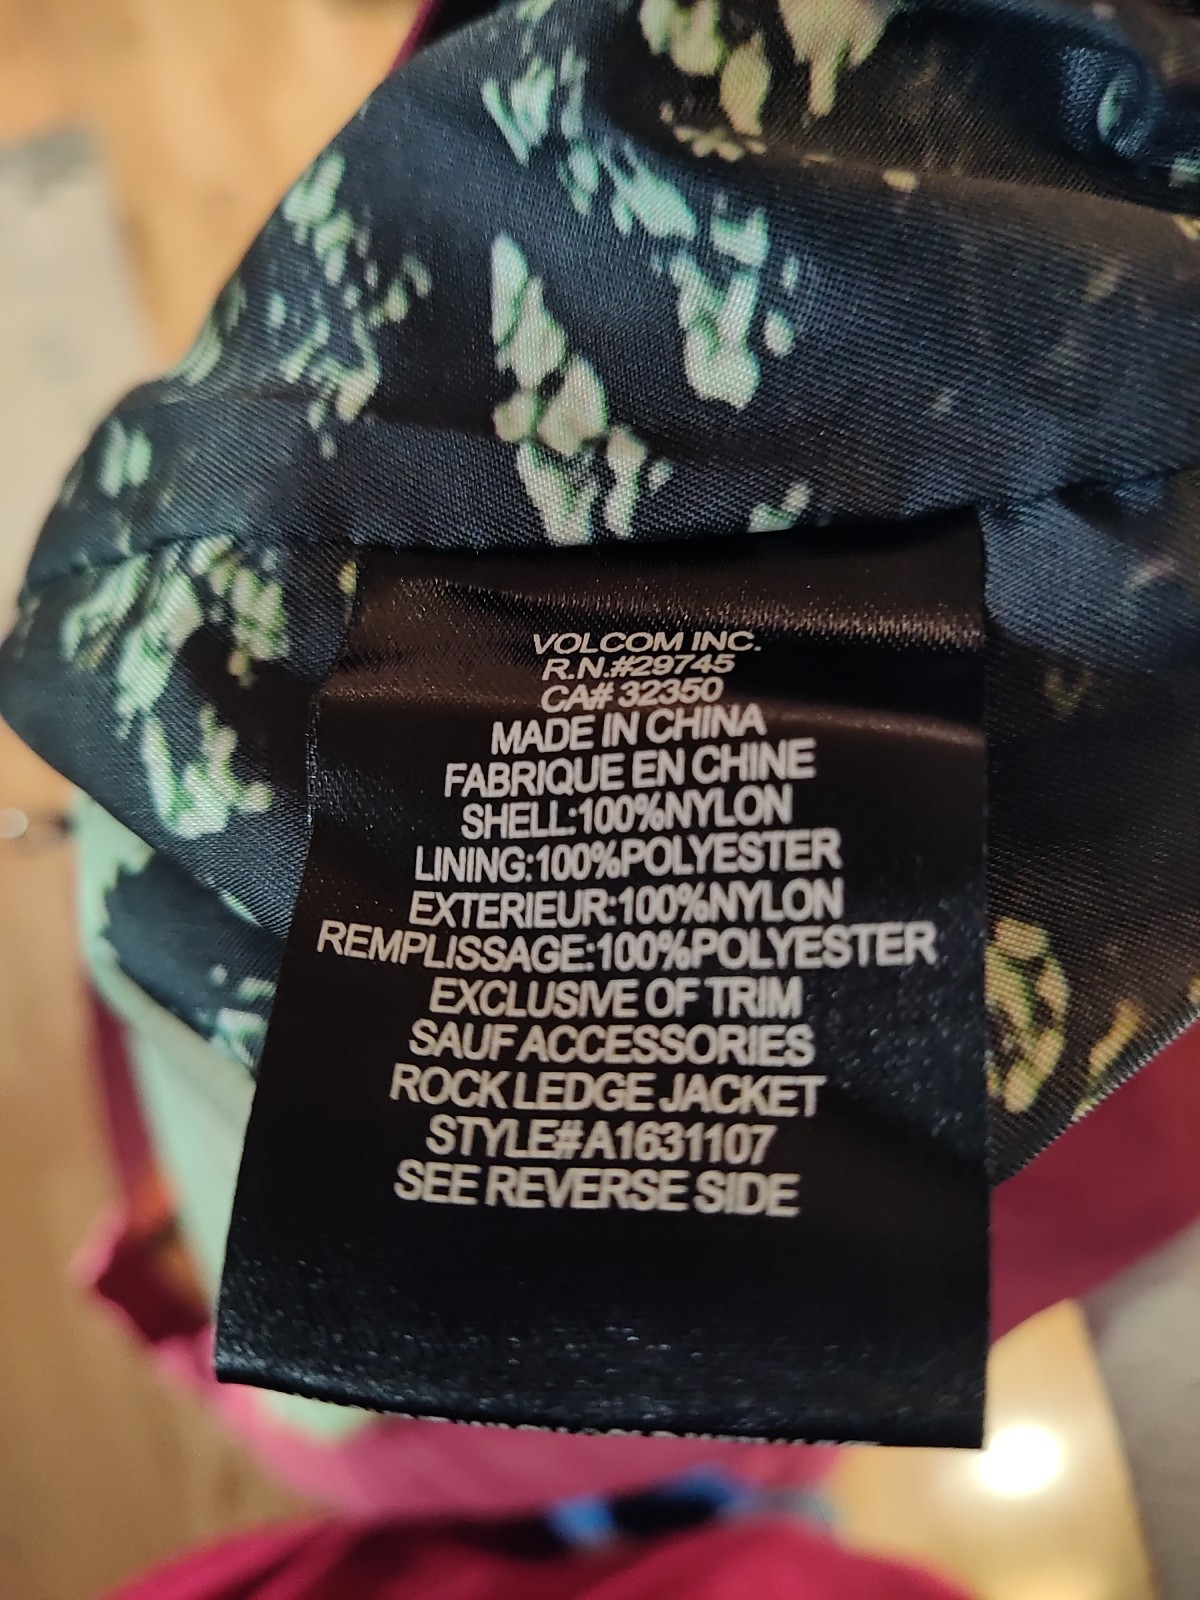 VOLCOM INC.
R.N.#29745
CA# 32350
MADE IN CHINA
FABRIQUE EN CHINE
SHELL:100%NYLON
LINING:100%POLYESTER
EXTERIEUR:100%NYLON
REMPLISSAGE:100%POLYESTER
EXCLUSIVE OF TRIM
SAUF ACCESSORIES
ROCK LEDGE JACKET
STYLE#A1631107
SEE REVERSE SIDE